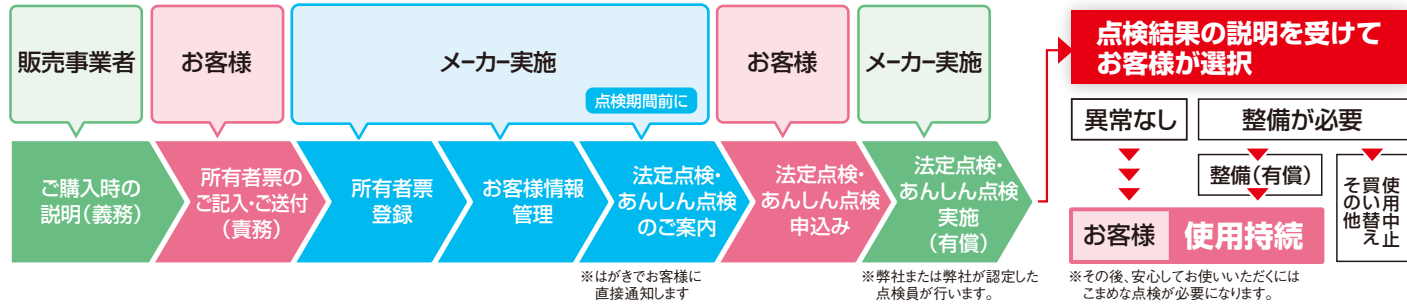 販売事業者
お客様
メーカー実施
点検期間前に
お客様
メーカー実施
ご購入時の
説明(義務)
所有者票の
ご記入・ご送付
(責務)
所有者票
登録
お客様情報
管理
法定点検・
あんしん点検
のご案内
※はがきでお客様に
直接通知します
法定点検・
あんしん点検
申込み
法定点検・
あんしん点検
実施
(有償)
※弊社または弊社が認定した
点検員が行います。
点検結果の説明を受けて
お客様が選択
異常なし
整備が必要
整備(有償)
使用中止
買い替え
その他
お客様
使用持続
※その後、安心してお使いいただくには
こまめな点検が必要になります。